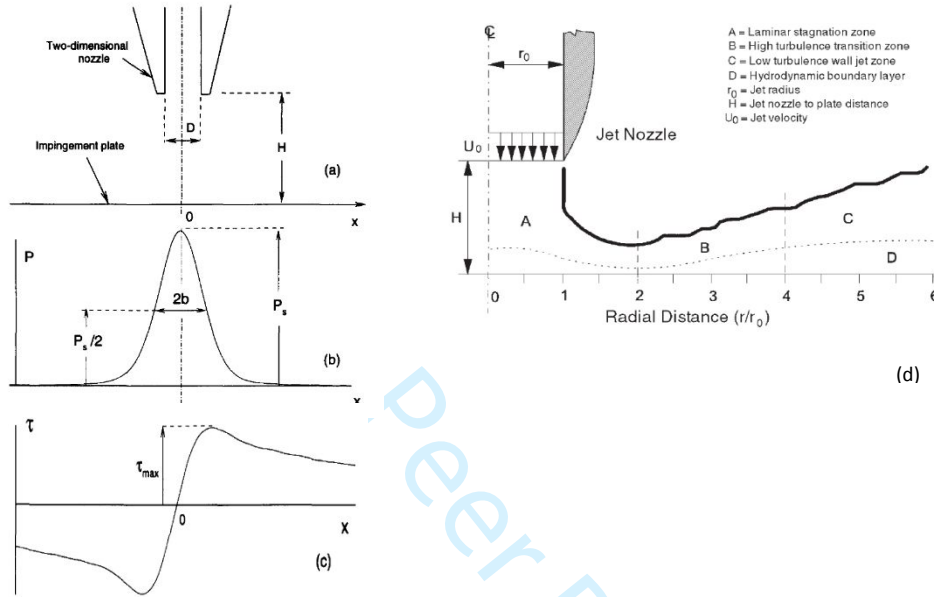 Two-dimensional
nozzle
D
H
Impingement plate
(a)
0
x
P
2b
P_s
P_s/2
(b)
x
τ
τ_max
0
X
(c)
℄
r_0
A = Laminar stagnation zone
B = High turbulence transition zone
C = Low turbulence wall jet zone
D = Hydrodynamic boundary layer
r_0 = Jet radius
H = Jet nozzle to plate distance
U_0 = Jet velocity
Jet Nozzle
U_0
H
A
B
C
D
0 1 2 3 4 5 6
Radial Distance (r/r_0)
(d)
Peer